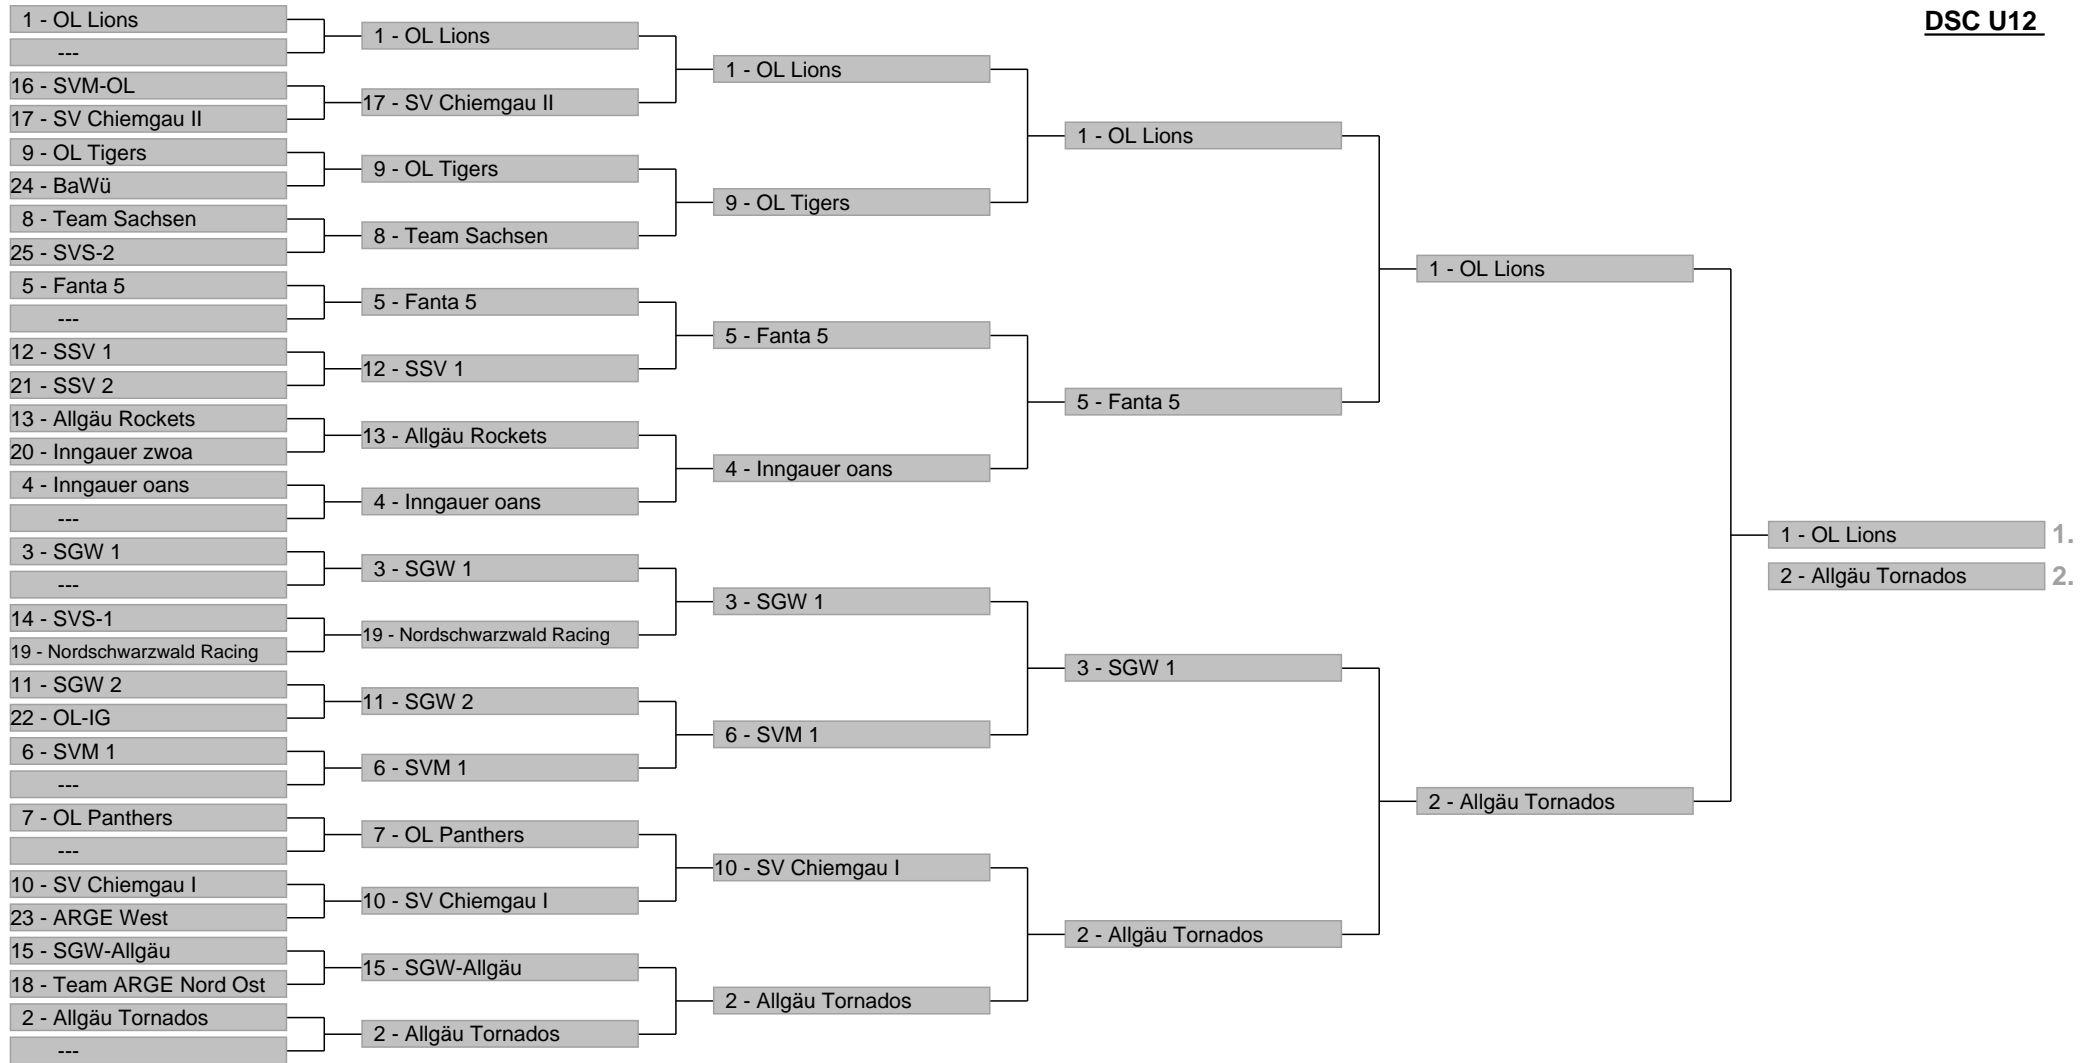 DSC U12
1 - OL Lions
---
16 - SVM-OL
17 - SV Chiemgau II
9 - OL Tigers
24 - BaWü
8 - Team Sachsen
25 - SVS-2
5 - Fanta 5
---
12 - SSV 1
21 - SSV 2
13 - Allgäu Rockets
20 - Inngauer zwoa
4 - Inngauer oans
---
3 - SGW 1
---
14 - SVS-1
19 - Nordschwarzwald Racing
11 - SGW 2
22 - OL-IG
6 - SVM 1
---
7 - OL Panthers
---
10 - SV Chiemgau I
23 - ARGE West
15 - SGW-Allgäu
18 - Team ARGE Nord Ost
2 - Allgäu Tornados
---
1 - OL Lions
17 - SV Chiemgau II
9 - OL Tigers
8 - Team Sachsen
5 - Fanta 5
12 - SSV 1
13 - Allgäu Rockets
4 - Inngauer oans
3 - SGW 1
19 - Nordschwarzwald Racing
11 - SGW 2
6 - SVM 1
7 - OL Panthers
10 - SV Chiemgau I
15 - SGW-Allgäu
2 - Allgäu Tornados
1 - OL Lions
9 - OL Tigers
5 - Fanta 5
4 - Inngauer oans
3 - SGW 1
6 - SVM 1
10 - SV Chiemgau I
2 - Allgäu Tornados
1 - OL Lions
5 - Fanta 5
3 - SGW 1
2 - Allgäu Tornados
1 - OL Lions
2 - Allgäu Tornados
1 - OL Lions 1.
2 - Allgäu Tornados 2.